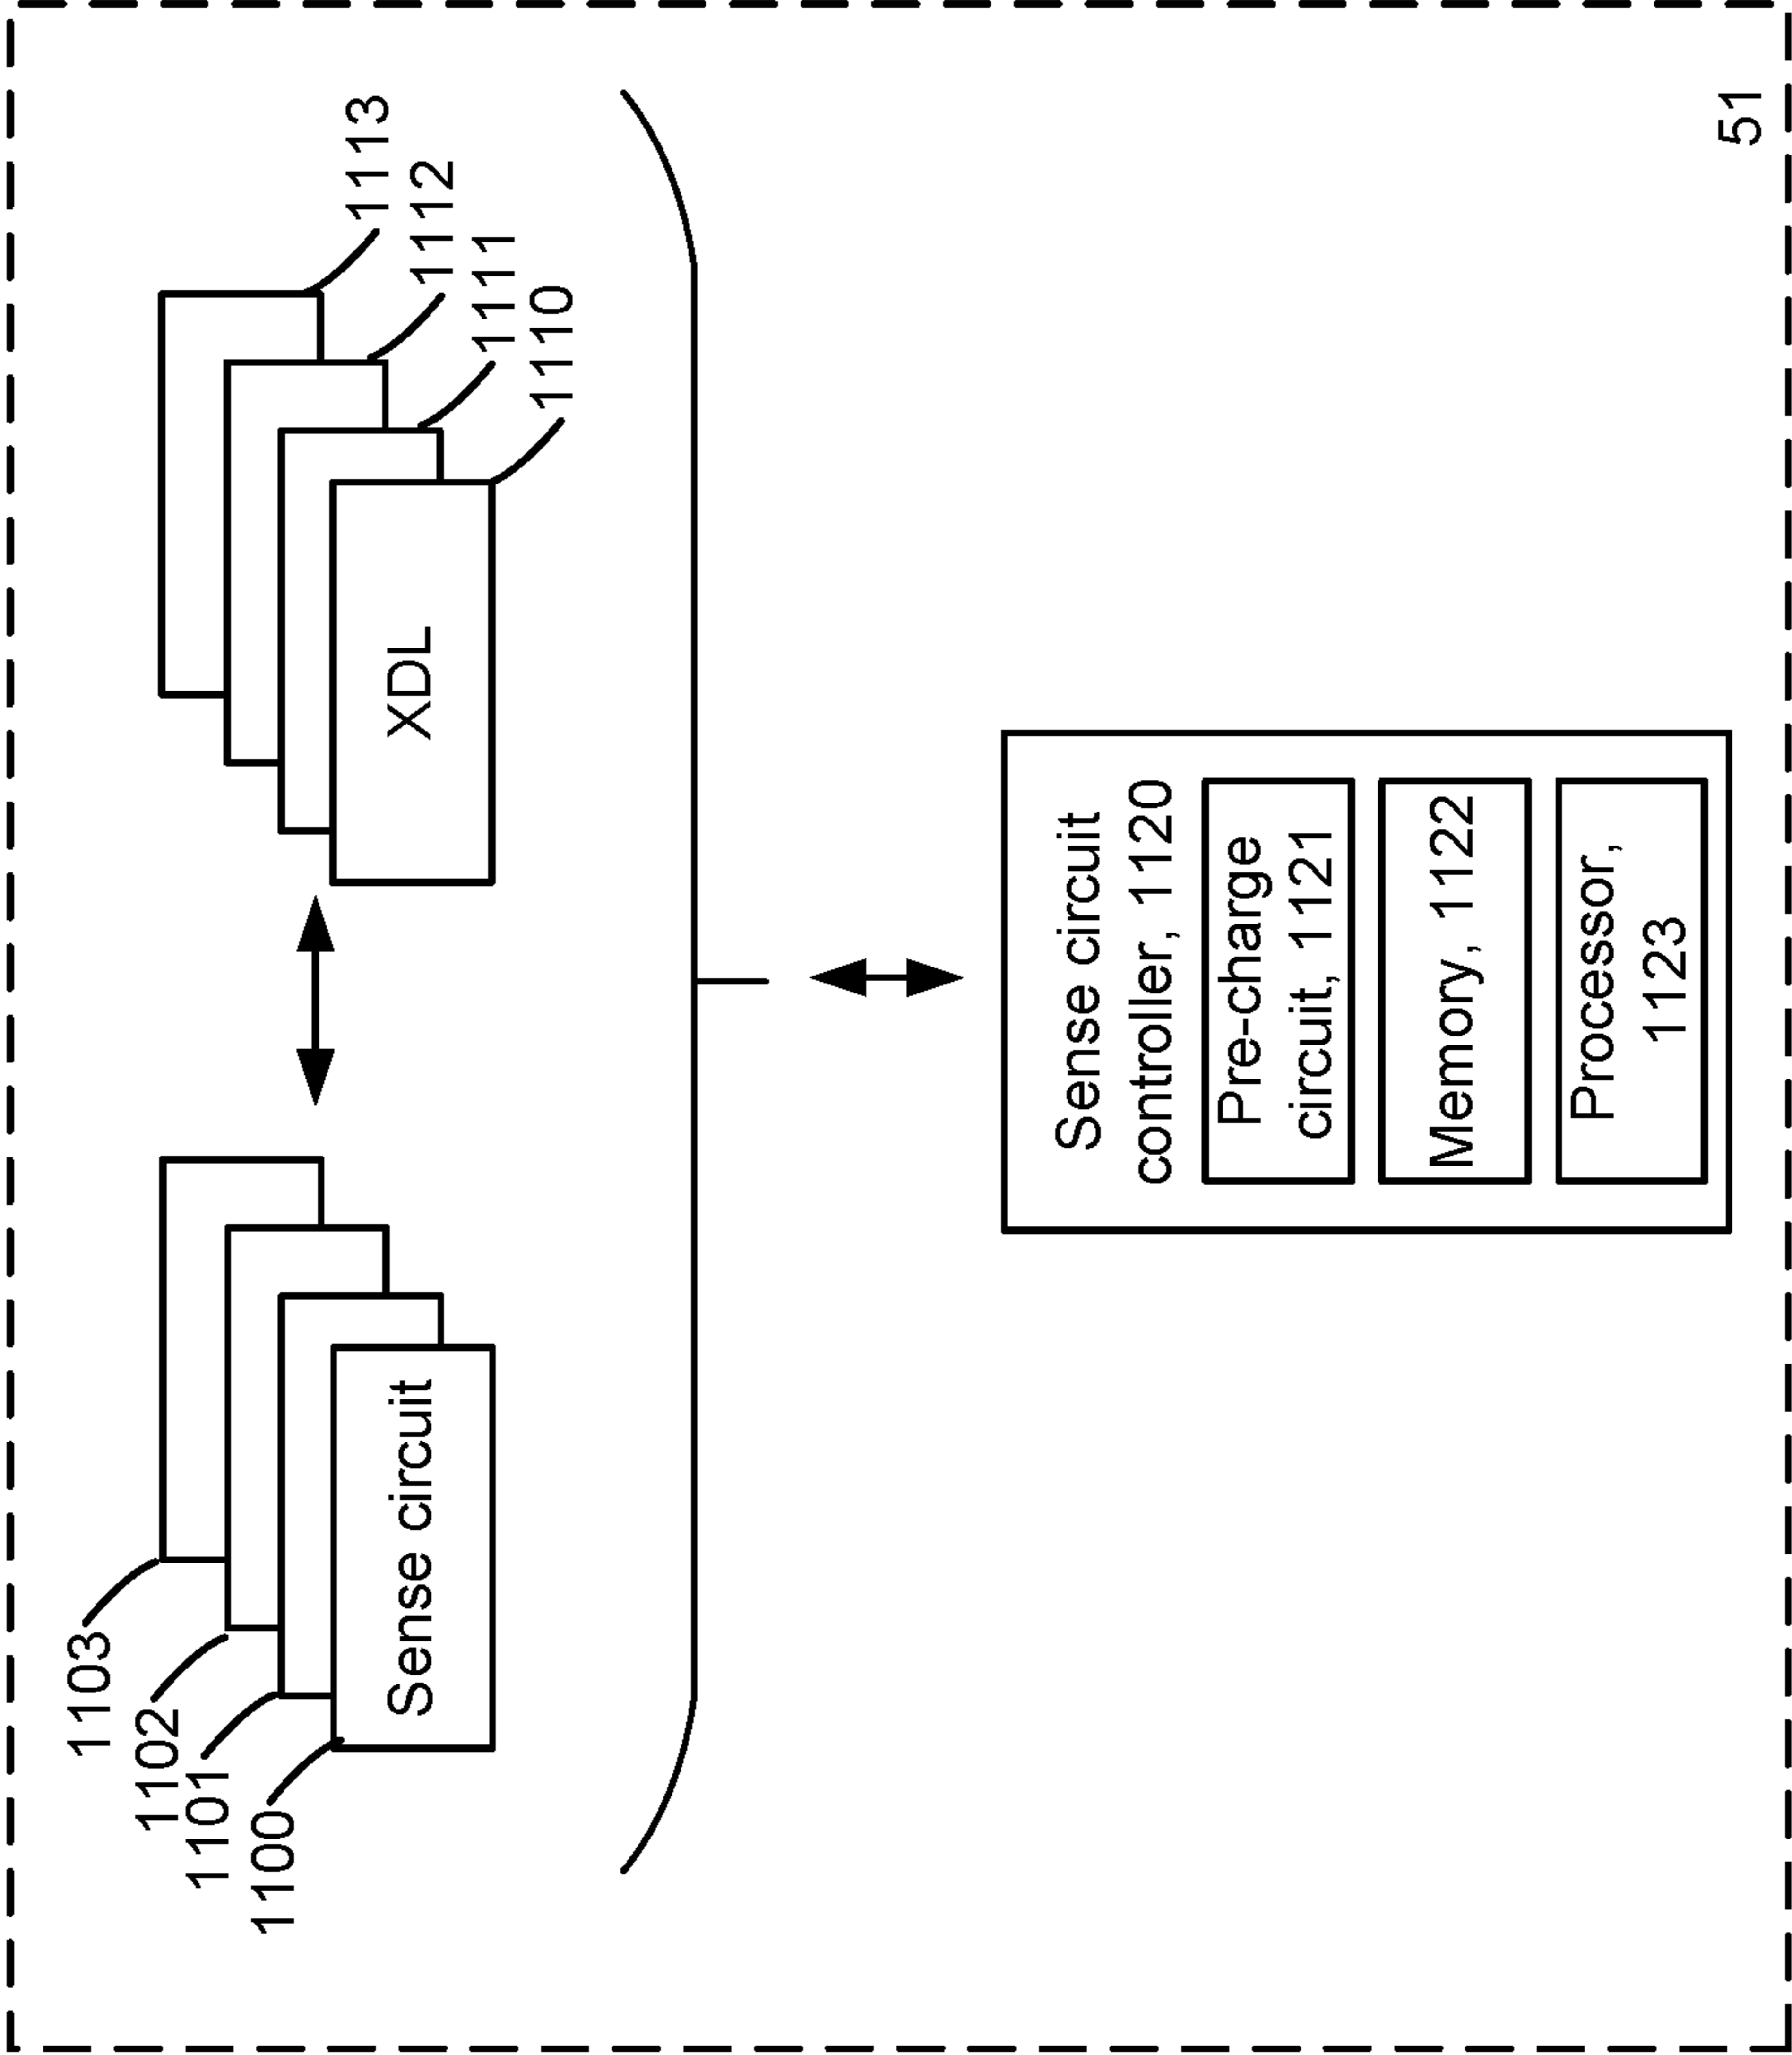 1103
1102
1101
1100
Sense circuit
1113
1112
1111
1110
XDL
Sense circuit
controller, 1120
Pre-charge
circuit, 1121
Memory, 1122
Processor,
1123
51